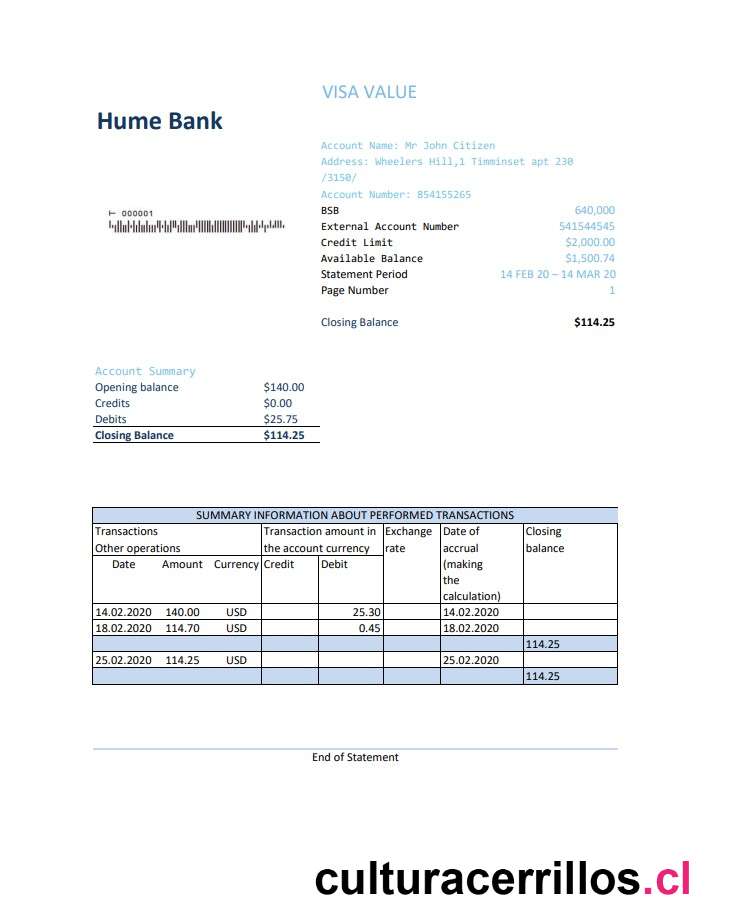 VISA VALUE
Hume Bank
Account Name: Mr John Citizen
Address: Wheelers Hill,1 Timminset apt 230
/3150/
Account Number: 854155265
000001
BSB 640,000
External Account Number 541544545
Credit Limit $2,000.00
Available Balance $1,500.74
Statement Period 14 FEB 20 – 14 MAR 20
Page Number 1
Closing Balance $114.25
Account Summary
Opening balance $140.00
Credits $0.00
Debits $25.75
Closing Balance $114.25
SUMMARY INFORMATION ABOUT PERFORMED TRANSACTIONS
Transactions Transaction amount in Exchange Date of Closing
Other operations the account currency rate accrual balance
Date Amount Currency Credit Debit (making
the
calculation)
14.02.2020 140.00 USD 25.30 14.02.2020
18.02.2020 114.70 USD 0.45 18.02.2020
114.25
25.02.2020 114.25 USD 25.02.2020
114.25
End of Statement
culturacerrillos.cl